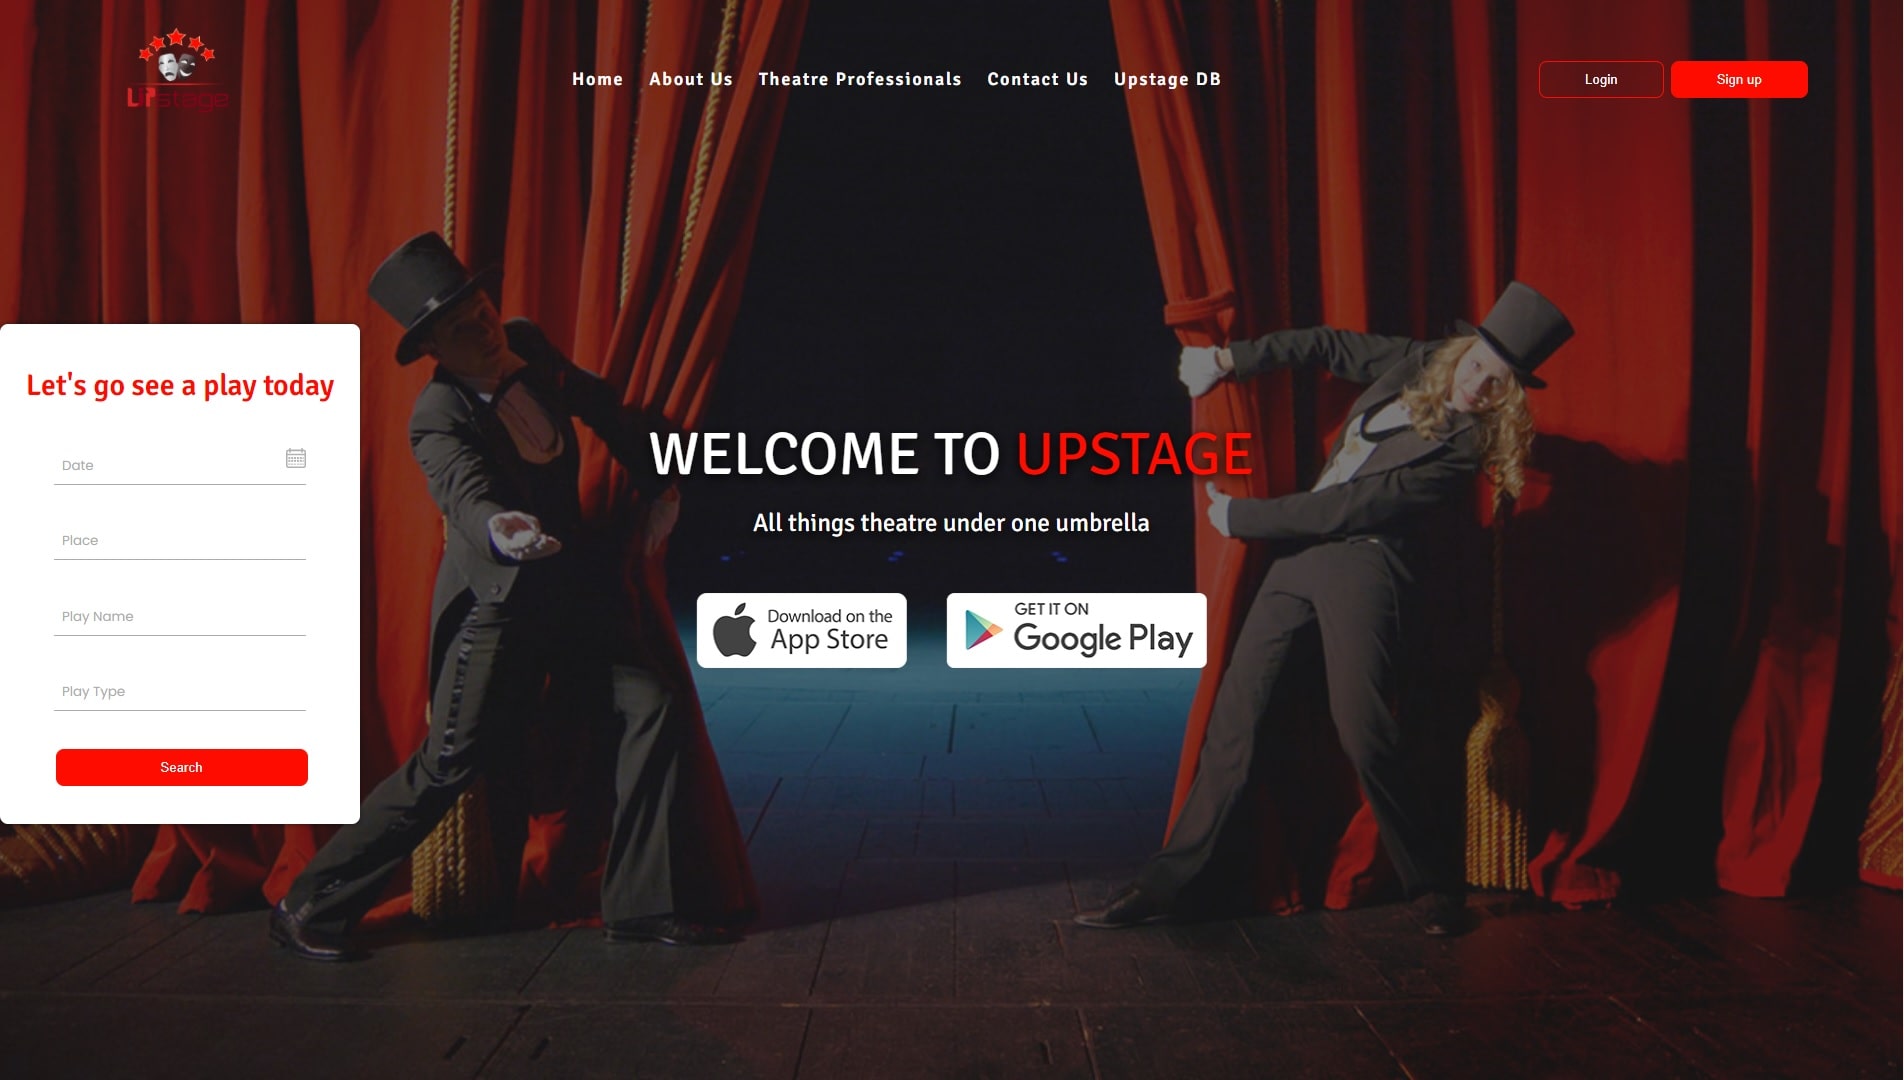 UPstage
Home About Us Theatre Professionals Contact Us Upstage DB
Login
Sign up
Let's go see a play today
Date
Place
Play Name
Play Type
Search
WELCOME TO UPSTAGE
All things theatre under one umbrella
Download on the
App Store
GET IT ON
Google Play